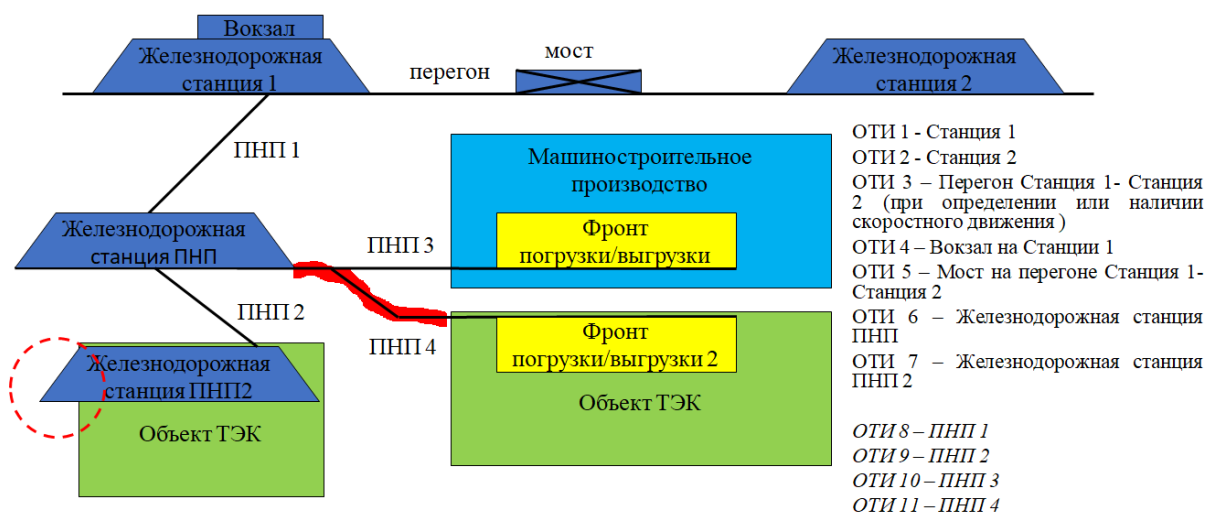 Вокзал
Железнодорожная
станция 1
перегон
мост
Железнодорожная
станция 2
ПНП 1
Машиностроительное
производство
Фронт
погрузки/выгрузки
Железнодорожная
станция ПНП
ПНП 3
ПНП 2
ПНП 4
Фронт
погрузки/выгрузки 2
Объект ТЭК
Железнодорожная
станция ПНП2
Объект ТЭК
ОТИ 1 - Станция 1
ОТИ 2 - Станция 2
ОТИ 3 – Перегон Станция 1- Станция
2 (при определении или наличии
скоростного движения )
ОТИ 4 – Вокзал на Станции 1
ОТИ 5 – Мост на перегоне Станция 1-
Станция 2
ОТИ 6 – Железнодорожная станция
ПНП
ОТИ 7 – Железнодорожная станция
ПНП 2
ОТИ 8 – ПНП 1
ОТИ 9 – ПНП 2
ОТИ 10 – ПНП 3
ОТИ 11 – ПНП 4